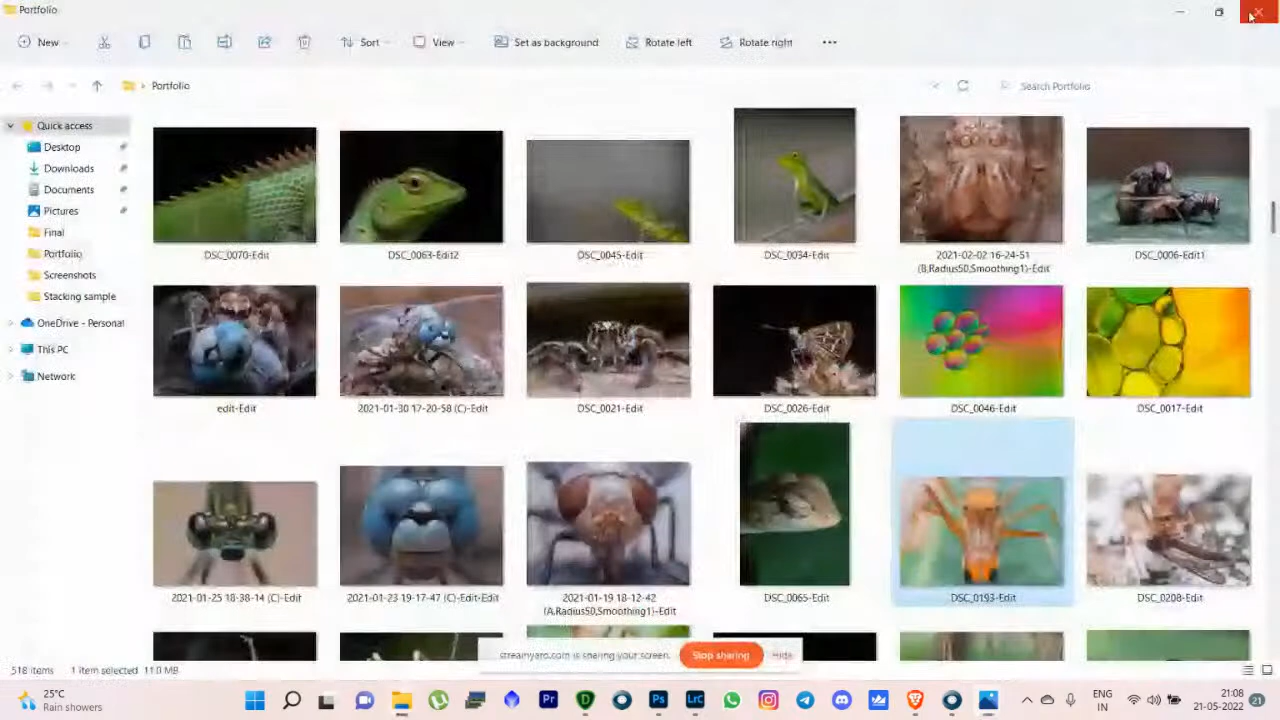 Portfolio
New
Sort
View
Set as background
Rotate left
Rotate right
Portfolio
Search Portfolio
Quick access
Desktop
Downloads
Documents
Pictures
Final
Portfolio
Screenshots
Stacking sample
OneDrive - Personal
This PC
Network
DSC_0070-Edit
DSC_0063-Edit2
DSC_0045-Edit
DSC_0034-Edit
2021-02-02 16-24-51
(B,Radius50,Smoothing1)-Edit
DSC_0006-Edit1
edit-Edit
2021-01-30 17-20-58 (C)-Edit
DSC_0021-Edit
DSC_0026-Edit
DSC_0046-Edit
DSC_0017-Edit
2021-01-25 18-38-14 (C)-Edit
2021-01-23 19-17-47 (C)-Edit-Edit
2021-01-19 18-12-42
(A,Radius50,Smoothing1)-Edit
DSC_0065-Edit
DSC_0193-Edit
DSC_0208-Edit
streamyard.com is sharing your screen.
Stop sharing
Hide
518 items
1 item selected
11.0 MB
25°C
Rain showers
Pr
Ps
LrC
ENG
IN
21:08
21-05-2022
21